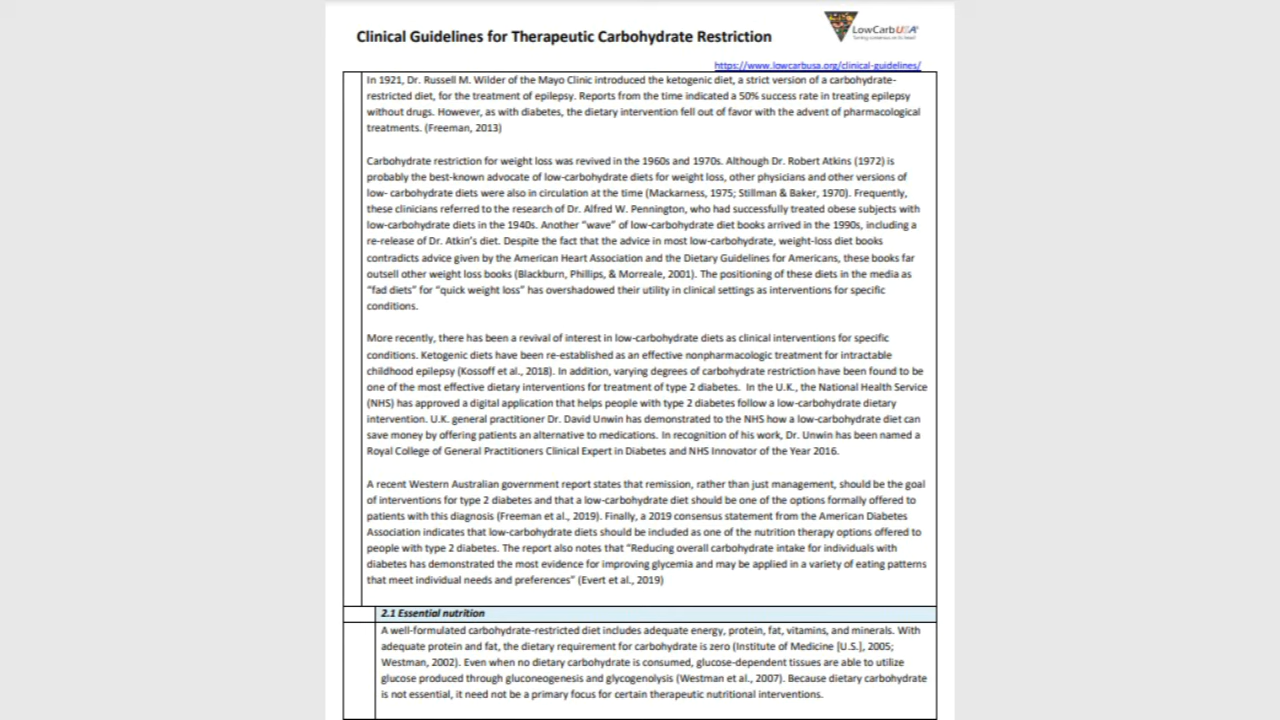 Clinical Guidelines for Therapeutic Carbohydrate Restriction
LowCarbUSA®
Turning consensus on its head!
https://www.lowcarbusa.org/clinical-guidelines/
In 1921, Dr. Russell M. Wilder of the Mayo Clinic introduced the ketogenic diet, a strict version of a carbohydrate-
restricted diet, for the treatment of epilepsy. Reports from the time indicated a 50% success rate in treating epilepsy
without drugs. However, as with diabetes, the dietary intervention fell out of favor with the advent of pharmacological
treatments. (Freeman, 2013)
Carbohydrate restriction for weight loss was revived in the 1960s and 1970s. Although Dr. Robert Atkins (1972) is
probably the best-known advocate of low-carbohydrate diets for weight loss, other physicians and other versions of
low- carbohydrate diets were also in circulation at the time (Mackarness, 1975; Stillman & Baker, 1970). Frequently,
these clinicians referred to the research of Dr. Alfred W. Pennington, who had successfully treated obese subjects with
low-carbohydrate diets in the 1940s. Another “wave” of low-carbohydrate diet books arrived in the 1990s, including a
re-release of Dr. Atkin’s diet. Despite the fact that the advice in most low-carbohydrate, weight-loss diet books
contradicts advice given by the American Heart Association and the Dietary Guidelines for Americans, these books far
outsell other weight loss books (Blackburn, Phillips, & Morreale, 2001). The positioning of these diets in the media as
“fad diets” for “quick weight loss” has overshadowed their utility in clinical settings as interventions for specific
conditions.
More recently, there has been a revival of interest in low-carbohydrate diets as clinical interventions for specific
conditions. Ketogenic diets have been re-established as an effective nonpharmacologic treatment for intractable
childhood epilepsy (Kossoff et al., 2018). In addition, varying degrees of carbohydrate restriction have been found to be
one of the most effective dietary interventions for treatment of type 2 diabetes. In the U.K., the National Health Service
(NHS) has approved a digital application that helps people with type 2 diabetes follow a low-carbohydrate dietary
intervention. U.K. general practitioner Dr. David Unwin has demonstrated to the NHS how a low-carbohydrate diet can
save money by offering patients an alternative to medications. In recognition of his work, Dr. Unwin has been named a
Royal College of General Practitioners Clinical Expert in Diabetes and NHS Innovator of the Year 2016.
A recent Western Australian government report states that remission, rather than just management, should be the goal
of interventions for type 2 diabetes and that a low-carbohydrate diet should be one of the options formally offered to
patients with this diagnosis (Freeman et al., 2019). Finally, a 2019 consensus statement from the American Diabetes
Association indicates that low-carbohydrate diets should be included as one of the nutrition therapy options offered to
people with type 2 diabetes. The report also notes that “Reducing overall carbohydrate intake for individuals with
diabetes has demonstrated the most evidence for improving glycemia and may be applied in a variety of eating patterns
that meet individual needs and preferences” (Evert et al., 2019)
2.1 Essential nutrition
A well-formulated carbohydrate-restricted diet includes adequate energy, protein, fat, vitamins, and minerals. With
adequate protein and fat, the dietary requirement for carbohydrate is zero (Institute of Medicine [U.S.], 2005;
Westman, 2002). Even when no dietary carbohydrate is consumed, glucose-dependent tissues are able to utilize
glucose produced through gluconeogenesis and glycogenolysis (Westman et al., 2007). Because dietary carbohydrate
is not essential, it need not be a primary focus for certain therapeutic nutritional interventions.